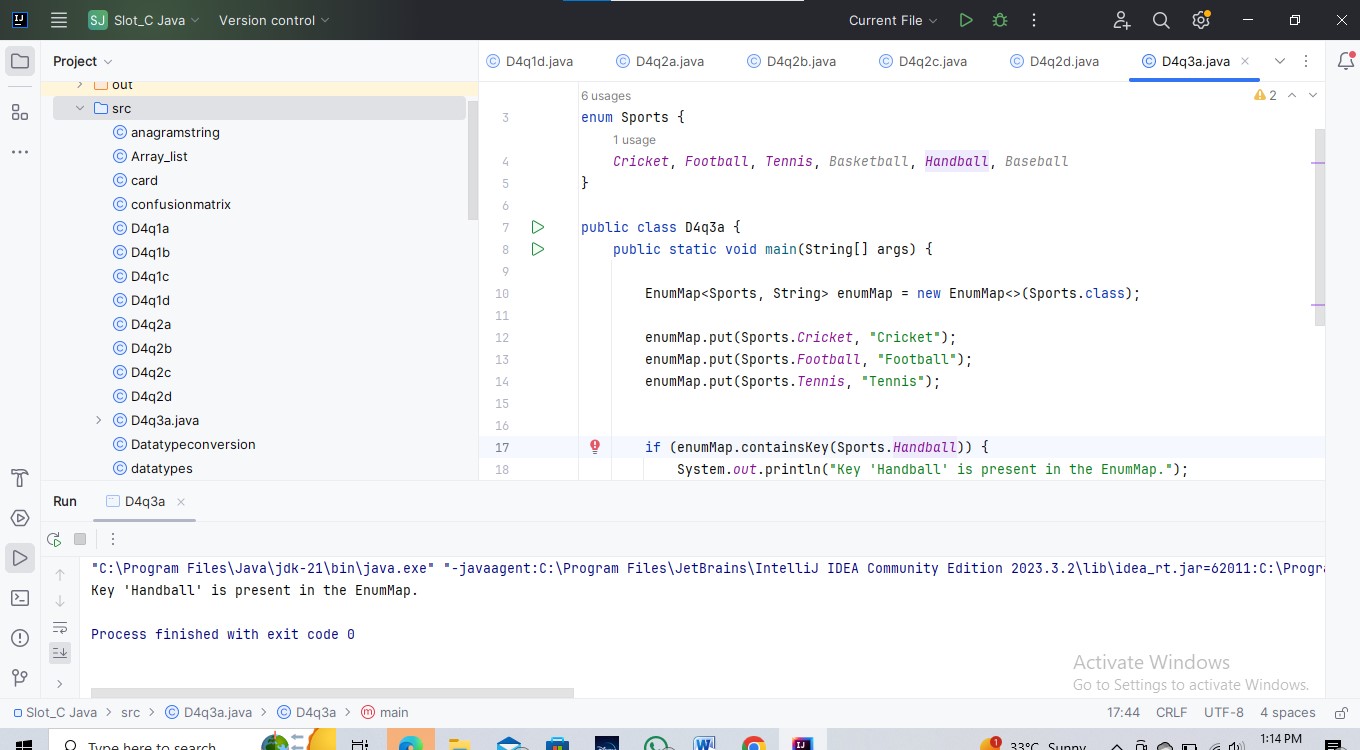 SJ Slot_C Java Version control Current File
Project
out
src
anagramstring
Array_list
card
confusionmatrix
D4q1a
D4q1b
D4q1c
D4q1d
D4q2a
D4q2b
D4q2c
D4q2d
D4q3a.java
Datatypeconversion
datatypes
D4q1d.java D4q2a.java D4q2b.java D4q2c.java D4q2d.java D4q3a.java
6 usages
2
3 enum Sports {
1 usage
4 Cricket, Football, Tennis, Basketball, Handball, Baseball
5 }
6
7 public class D4q3a {
8 public static void main(String[] args) {
9
10 EnumMap<Sports, String> enumMap = new EnumMap<>(Sports.class);
11
12 enumMap.put(Sports.Cricket, "Cricket");
13 enumMap.put(Sports.Football, "Football");
14 enumMap.put(Sports.Tennis, "Tennis");
15
16
17 if (enumMap.containsKey(Sports.Handball)) {
18 System.out.println("Key 'Handball' is present in the EnumMap.");
Run D4q3a
"C:\Program Files\Java\jdk-21\bin\java.exe" "-javaagent:C:\Program Files\JetBrains\IntelliJ IDEA Community Edition 2023.3.2\lib\idea_rt.jar=62011:C:\Progra
Key 'Handball' is present in the EnumMap.
Process finished with exit code 0
Activate Windows
Go to Settings to activate Windows.
Slot_C Java > src > D4q3a.java > D4q3a > main 17:44 CRLF UTF-8 4 spaces
Type here to search 33°C Sunny 1:14 PM